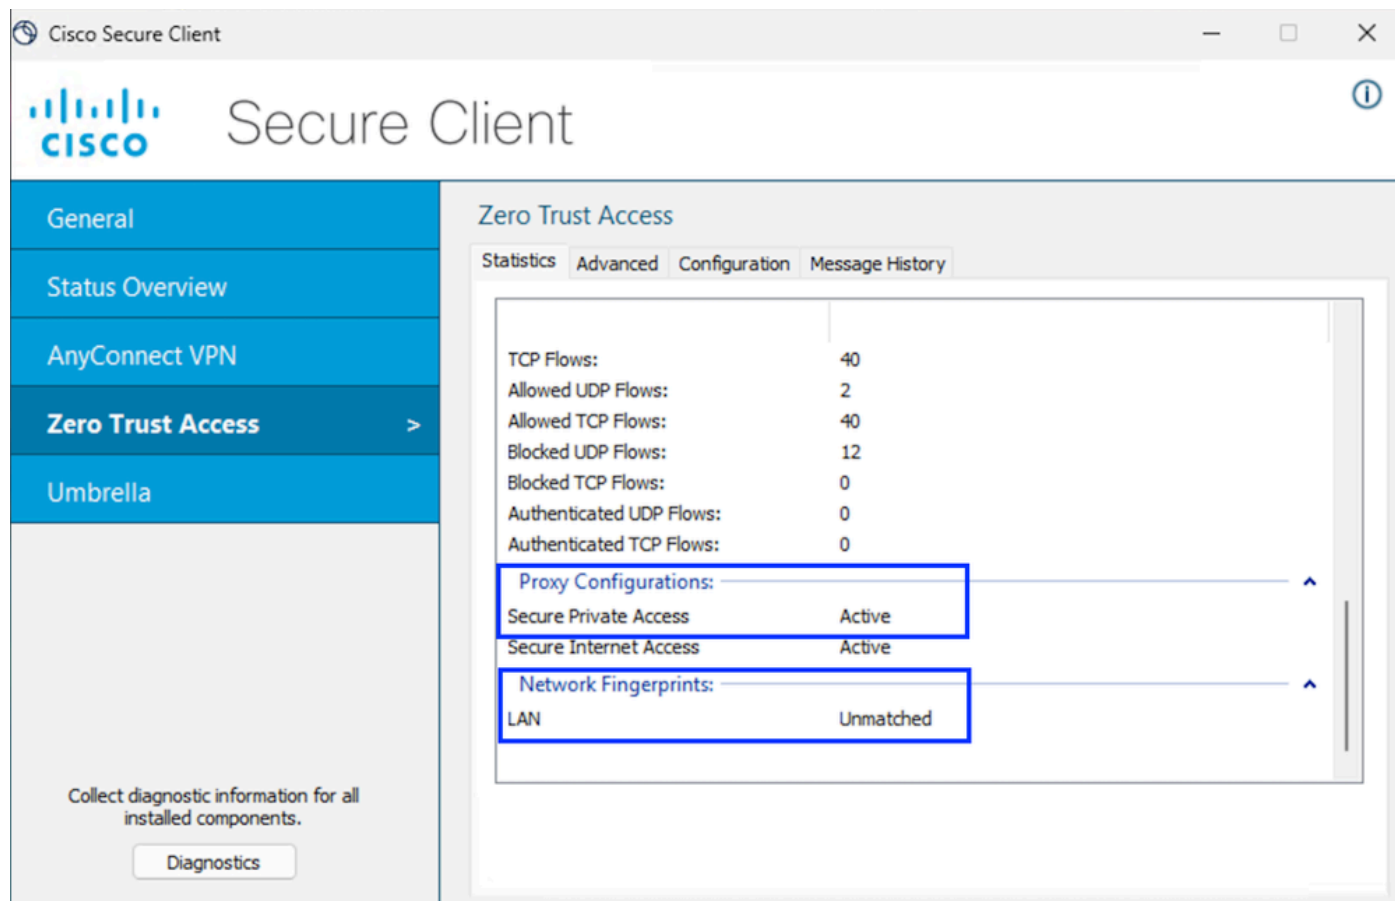 Cisco Secure Client
CISCO
Secure Client
General
Status Overview
AnyConnect VPN
Zero Trust Access >
Umbrella
Collect diagnostic information for all
installed components.
Diagnostics
Zero Trust Access
Statistics Advanced Configuration Message History
TCP Flows: 40
Allowed UDP Flows: 2
Allowed TCP Flows: 40
Blocked UDP Flows: 12
Blocked TCP Flows: 0
Authenticated UDP Flows: 0
Authenticated TCP Flows: 0
Proxy Configurations:
Secure Private Access Active
Secure Internet Access Active
Network Fingerprints:
LAN Unmatched